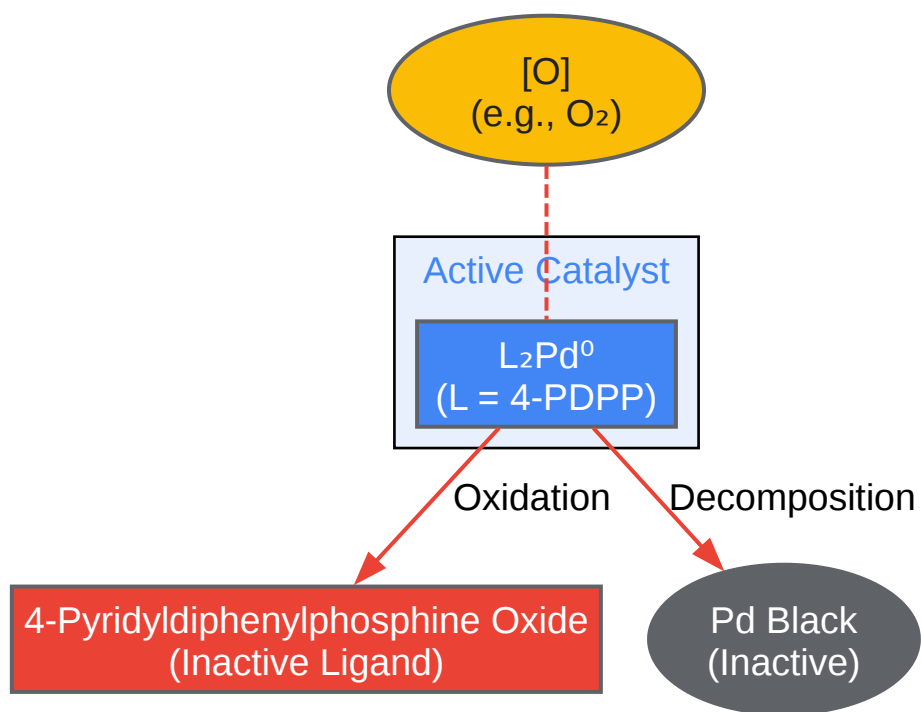 [O]
(e.g., O₂)
Active Catalyst
L₂Pd⁰
(L = 4-PDPP)
Oxidation
Decomposition
4-Pyridyldiphenylphosphine Oxide
(Inactive Ligand)
Pd Black
(Inactive)